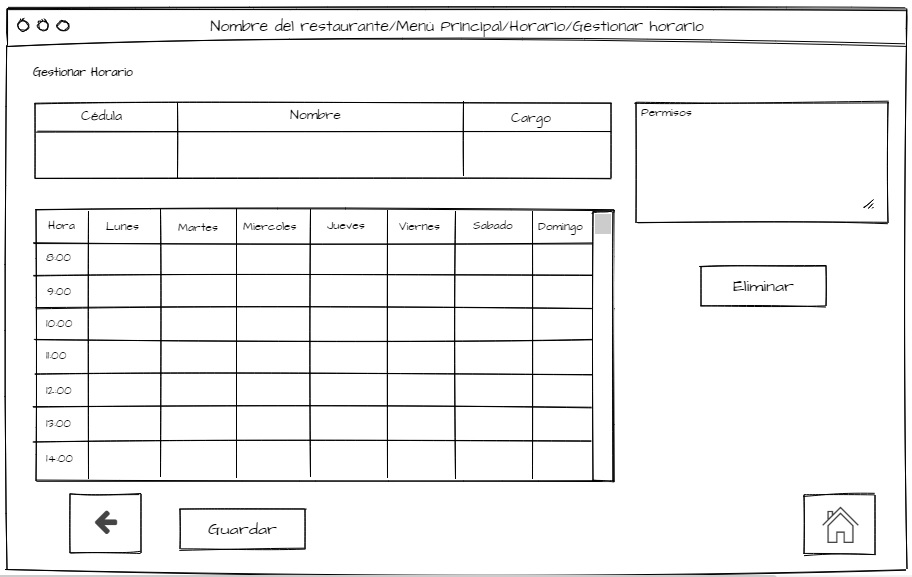 Nombre del restaurante/Menú Principal/Horario/Gestionar horario
Gestionar Horario
Cédula Nombre Cargo
Permisos
Hora Lunes Martes Miercoles Jueves Viernes Sabado Domingo
8:00
9:00
10:00
11:00
12:00
13:00
14:00
Eliminar
Guardar